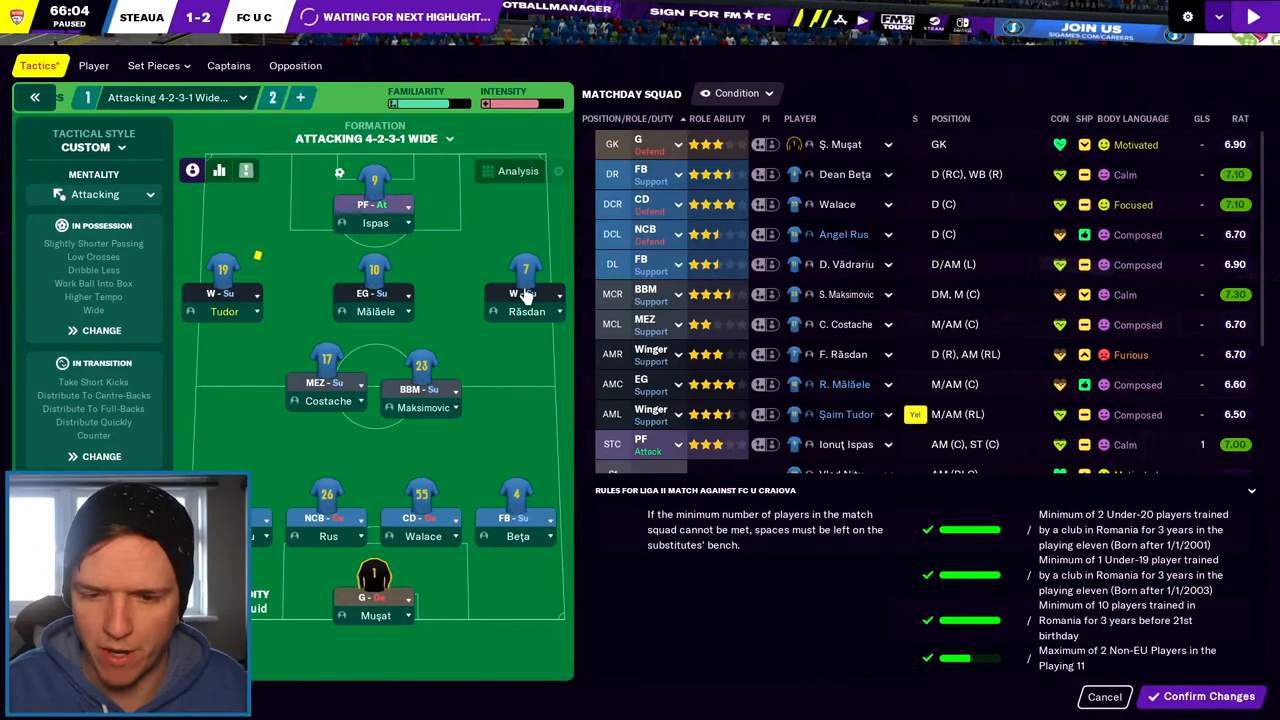 66:04
PAUSED
STEAUA 1-2 FC U C
WAITING FOR NEXT HIGHLIGHT...
OTBALLMANAGER
SIGN FOR FM FC
FM21
STEAM
JOIN US
SIGAMES.COM/CAREERS
Tactics* Player Set Pieces Captains Opposition
1 Attacking 4-2-3-1 Wide... 2 +
FAMILIARITY
INTENSITY
TACTICAL STYLE
CUSTOM
MENTALITY
Attacking
IN POSSESSION
Slightly Shorter Passing
Low Crosses
Dribble Less
Work Ball Into Box
Higher Tempo
Wide
CHANGE
IN TRANSITION
Take Short Kicks
Distribute To Centre-Backs
Distribute To Full-Backs
Distribute Quickly
Counter
CHANGE
FORMATION
ATTACKING 4-2-3-1 WIDE
Analysis
9
PF - At
Ispas
19
W - Su
Tudor
10
EG - Su
Mălăele
7
W - Su
Răsdan
17
MEZ - Su
Costache
23
BBM - Su
Maksimovic
26
NCB - De
Rus
55
CD - De
Walace
4
FB - Su
Beța
1
G - De
Mușat
MATCHDAY SQUAD
Condition
POSITION/ROLE/DUTY ROLE ABILITY PI PLAYER S POSITION CON SHP BODY LANGUAGE GLS RAT
GK G Defend Ș. Mușat GK Motivated - 6.90
DR FB Support Dean Beța D (RC), WB (R) Calm - 7.10
DCR CD Defend Walace D (C) Focused - 7.10
DCL NCB Defend Angel Rus D (C) Composed - 6.70
DL FB Support D. Vădrariu D/AM (L) Composed - 6.90
MCR BBM Support S. Maksimovic DM, M (C) Calm - 7.30
MCL MEZ Support C. Costache M/AM (C) Composed - 6.70
AMR Winger Support F. Răsdan D (R), AM (RL) Furious - 6.70
AMC EG Support R. Mălăele M/AM (C) Composed - 6.60
AML Winger Support Șaim Tudor Yel M/AM (RL) Composed - 6.50
STC PF Attack Ionuț Ispas AM (C), ST (C) Calm 1 7.00
RULES FOR LIGA II MATCH AGAINST FC U CRAIOVA
If the minimum number of players in the match
squad cannot be met, spaces must be left on the
substitutes' bench.
Minimum of 2 Under-20 players trained
by a club in Romania for 3 years in the
playing eleven (Born after 1/1/2001)
Minimum of 1 Under-19 player trained
by a club in Romania for 3 years in the
playing eleven (Born after 1/1/2003)
Minimum of 10 players trained in
Romania for 3 years before 21st
birthday
Maximum of 2 Non-EU Players in the
Playing 11
Cancel
Confirm Changes